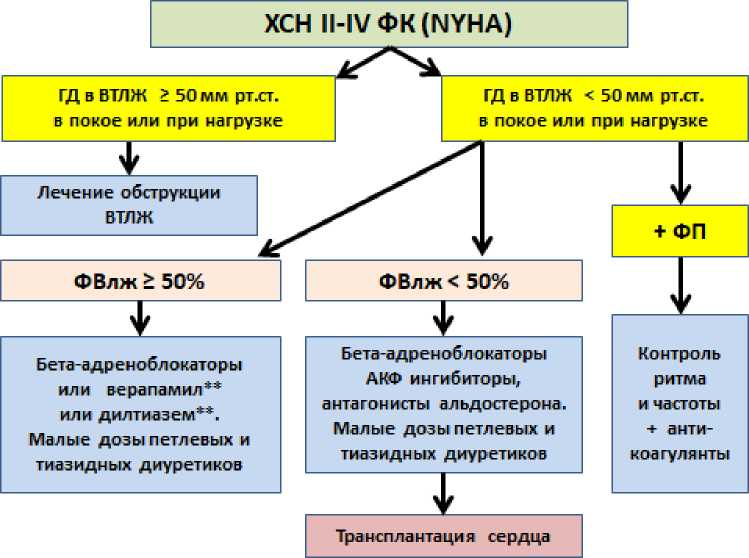 ХСН II-IV ФК (NYHA)
ГД в ВТЛЖ ≥ 50 мм рт.ст.
в покое или при нагрузке
ГД в ВТЛЖ < 50 мм рт.ст.
в покое или при нагрузке
Лечение обструкции
ВТЛЖ
+ ФП
ФВлж ≥ 50%
ФВлж < 50%
Бета-адреноблокаторы
или верапамил**
или дилтиазем**.
Малые дозы петлевых и
тиазидных диуретиков
Бета-адреноблокаторы
АКФ ингибиторы,
антагонисты альдостерона.
Малые дозы петлевых и
тиазидных диуретиков
Контроль
ритма
и частоты
+ анти-
коагулянты
Трансплантация сердца